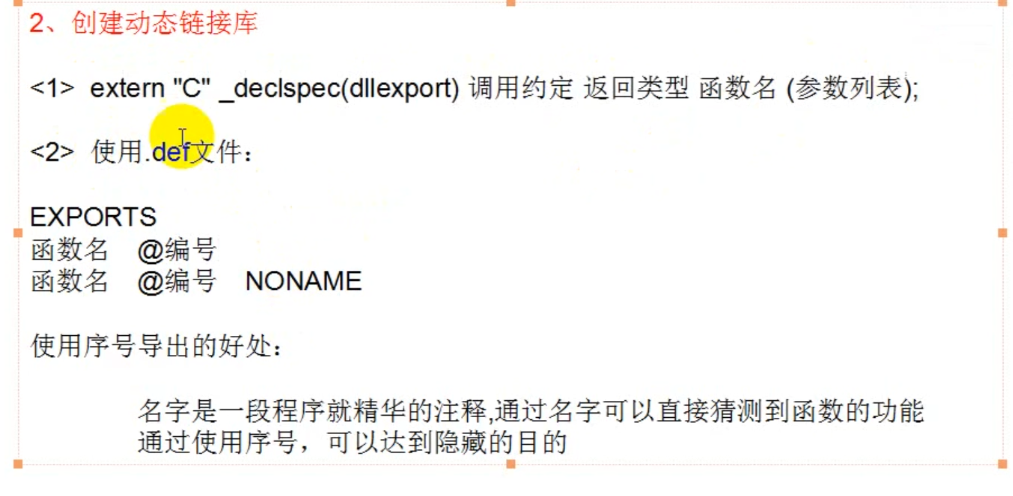 2、创建动态链接库
<1> extern "C" _declspec(dllexport) 调用约定 返回类型 函数名 (参数列表);
<2> 使用.def文件：
EXPORTS
函数名 @编号
函数名 @编号 NONAME
使用序号导出的好处：
名字是一段程序就精华的注释,通过名字可以直接猜测到函数的功能
通过使用序号，可以达到隐藏的目的